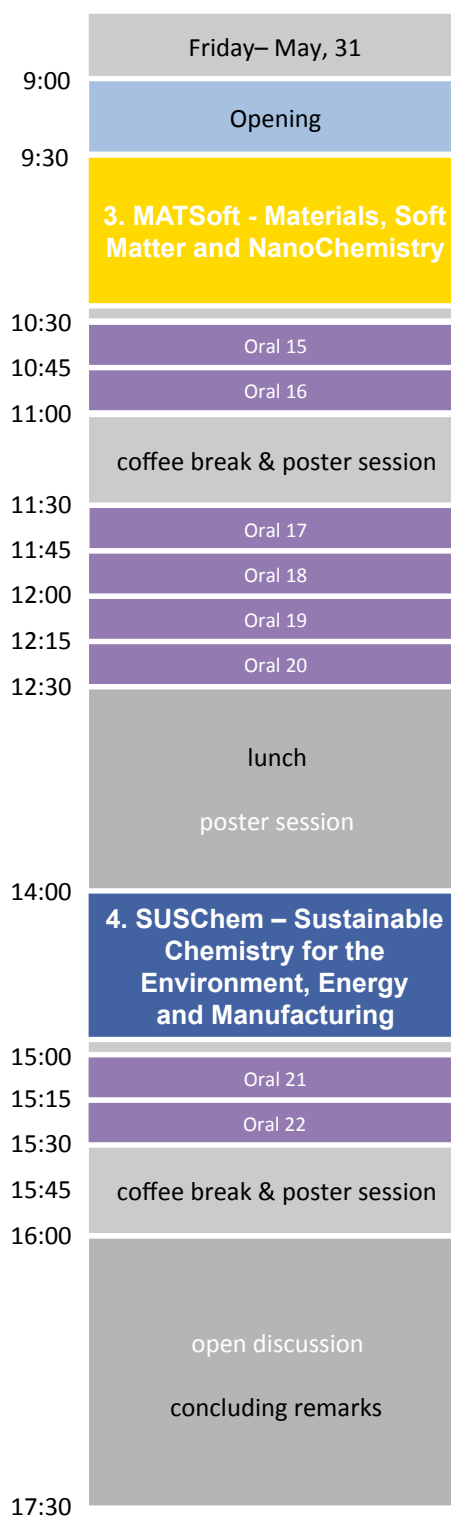 Friday– May, 31
9:00
Opening
9:30
3. MATSoft - Materials, Soft
Matter and NanoChemistry
10:30
Oral 15
10:45
Oral 16
11:00
coffee break & poster session
11:30
Oral 17
11:45
Oral 18
12:00
Oral 19
12:15
Oral 20
12:30
lunch
poster session
14:00
4. SUSChem – Sustainable
Chemistry for the
Environment, Energy
and Manufacturing
15:00
Oral 21
15:15
Oral 22
15:30
15:45
coffee break & poster session
16:00
open discussion
concluding remarks
17:30